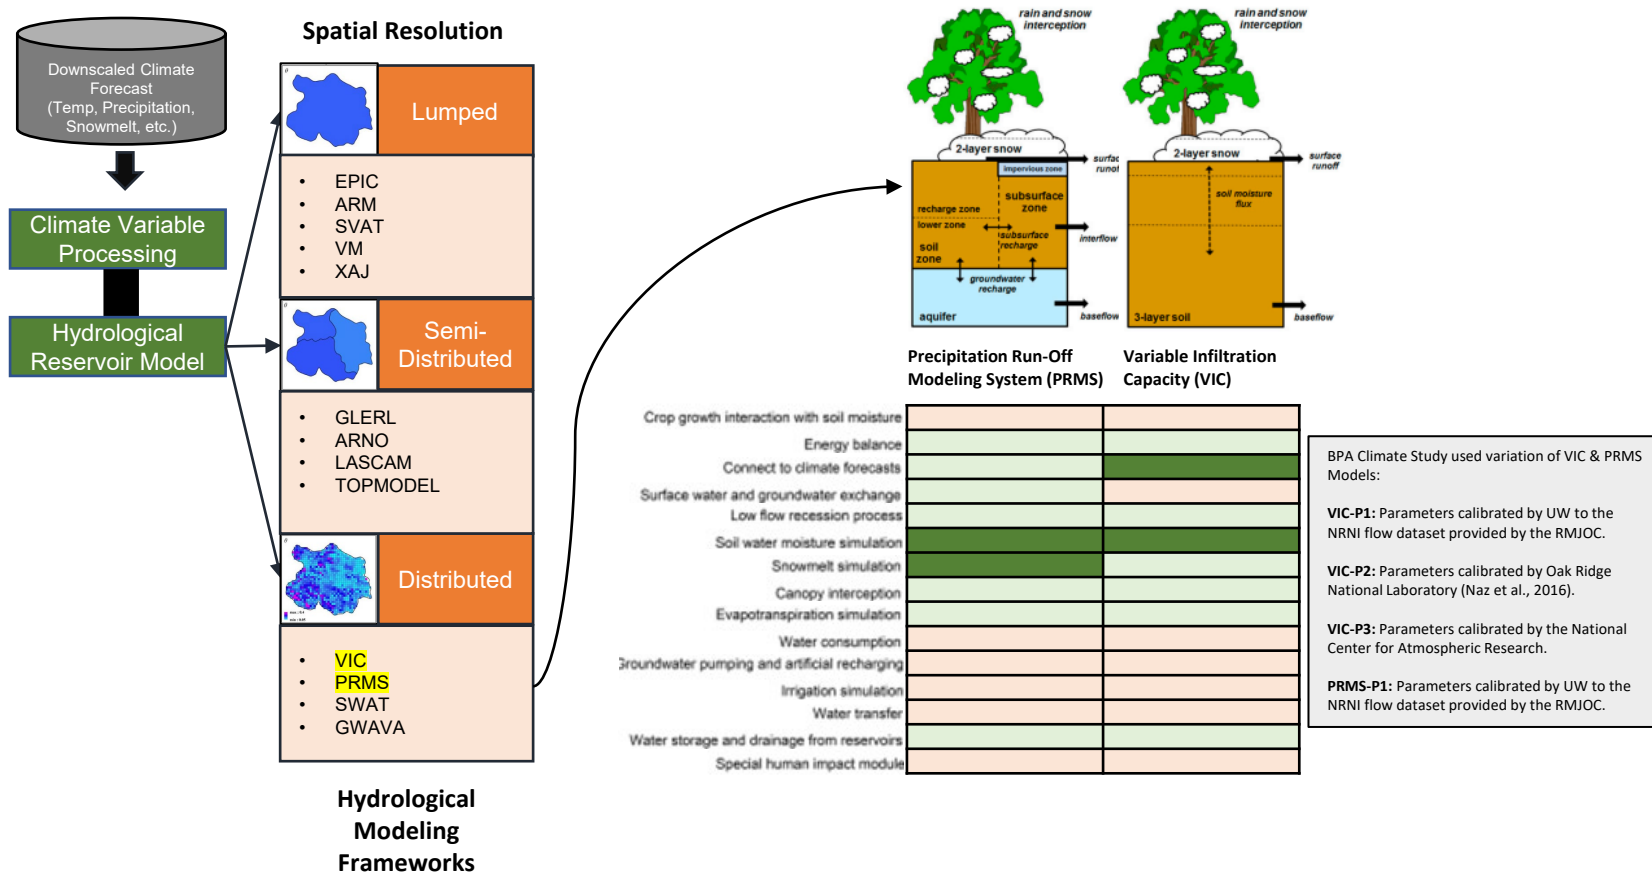 Downscaled Climate
Forecast
(Temp, Precipitation,
Snowmelt, etc.)
Climate Variable
Processing
Hydrological
Reservoir Model
Spatial Resolution
Lumped
• EPIC
• ARM
• SVAT
• VM
• XAJ
Semi-
Distributed
• GLERL
• ARNO
• LASCAM
• TOPMODEL
Distributed
• VIC
• PRMS
• SWAT
• GWAVA
Hydrological
Modeling
Frameworks
rain and snow
interception
2-layer snow
surfac
runof
impervious zone
subsurface
zone
recharge zone
lower zone
subsurface
recharge
interflow
soil
zone
groundwater
recharge
aquifer
baseflow
rain and snow
interception
2-layer snow
surface
runoff
soil moisture
flux
3-layer soil
baseflow
Precipitation Run-Off
Modeling System (PRMS)
Variable Infiltration
Capacity (VIC)
Crop growth interaction with soil moisture
Energy balance
Connect to climate forecasts
Surface water and groundwater exchange
Low flow recession process
Soil water moisture simulation
Snowmelt simulation
Canopy interception
Evapotranspiration simulation
Water consumption
Groundwater pumping and artificial recharging
Irrigation simulation
Water transfer
Water storage and drainage from reservoirs
Special human impact module
BPA Climate Study used variation of VIC & PRMS
Models:
VIC-P1: Parameters calibrated by UW to the
NRNI flow dataset provided by the RMJOC.
VIC-P2: Parameters calibrated by Oak Ridge
National Laboratory (Naz et al., 2016).
VIC-P3: Parameters calibrated by the National
Center for Atmospheric Research.
PRMS-P1: Parameters calibrated by UW to the
NRNI flow dataset provided by the RMJOC.